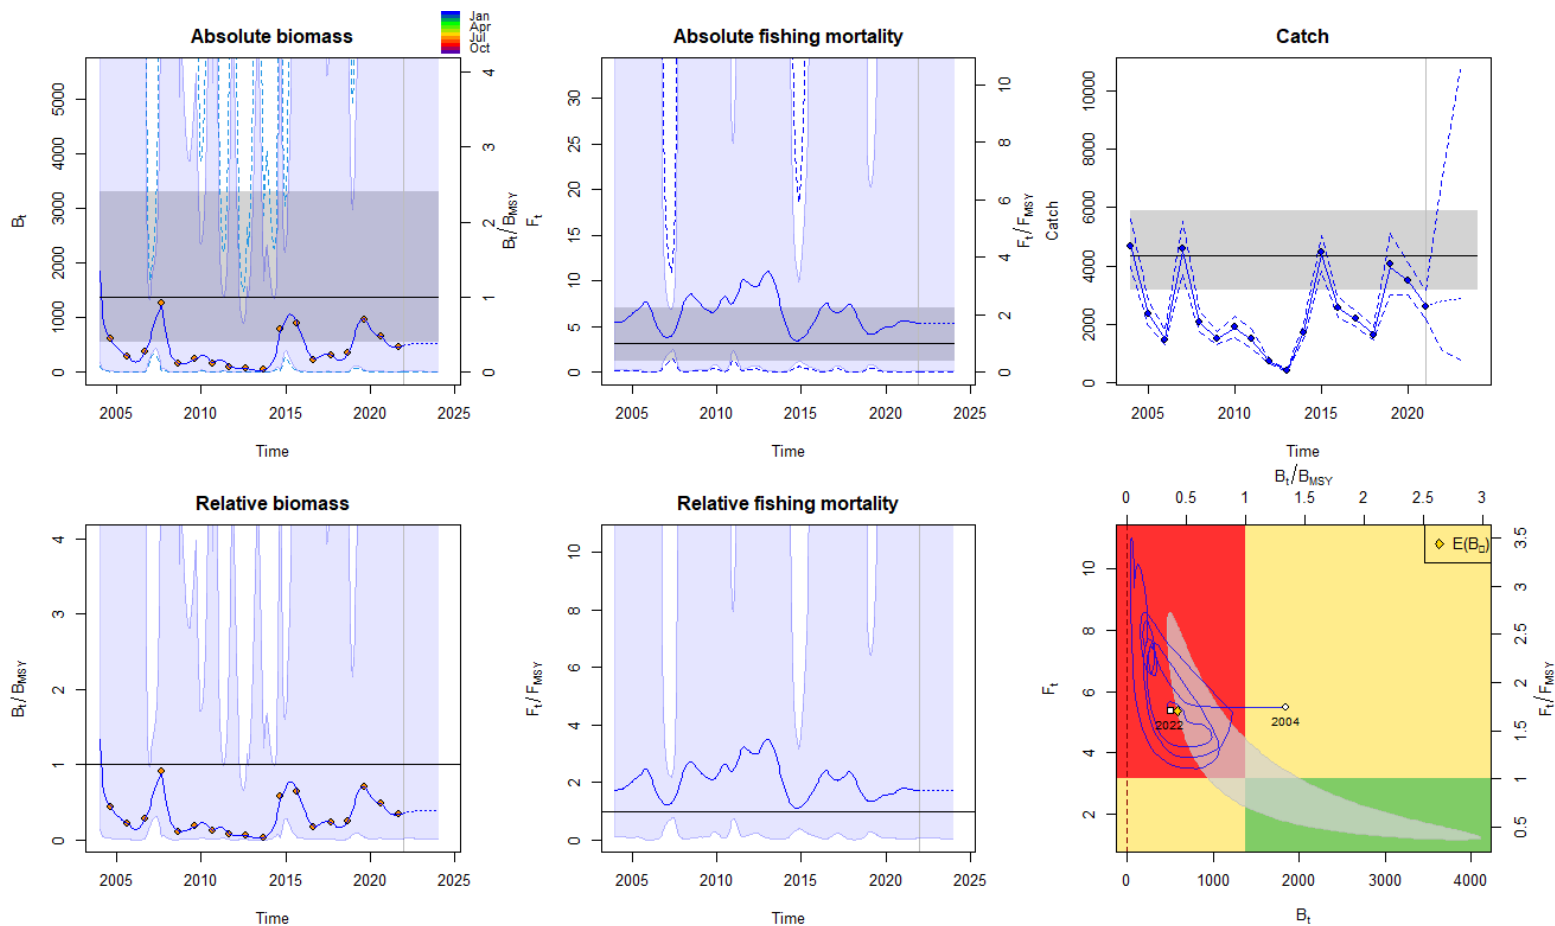 Jan
Apr
Jul
Oct
Absolute biomass
B_t
0 1000 2000 3000 4000 5000
0 1 2 3 4
B_t/B_MSY
2005 2010 2015 2020 2025
Time
Absolute fishing mortality
F_t
0 5 10 15 20 25 30
0 2 4 6 8 10
F_t/F_MSY
2005 2010 2015 2020 2025
Time
Catch
Catch
0 2000 4000 6000 8000 10000
2005 2010 2015 2020
Time
Relative biomass
B_t/B_MSY
0 1 2 3 4
2005 2010 2015 2020 2025
Time
Relative fishing mortality
F_t/F_MSY
0 2 4 6 8 10
2005 2010 2015 2020 2025
Time
B_t/B_MSY
0 0.5 1 1.5 2 2.5 3
E(B_□)
F_t
2 4 6 8 10
0.5 1 1.5 2 2.5 3 3.5
F_t/F_MSY
2022
2004
0 1000 2000 3000 4000
B_t